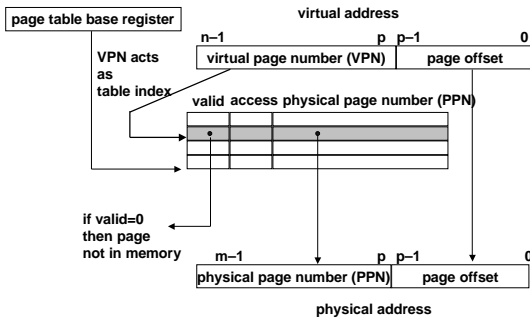 page table base register
virtual address
n–1 p p–1 0
virtual page number (VPN) page offset
VPN acts
as
table index
valid access physical page number (PPN)
if valid=0
then page
not in memory
m–1 p p–1 0
physical page number (PPN) page offset
physical address